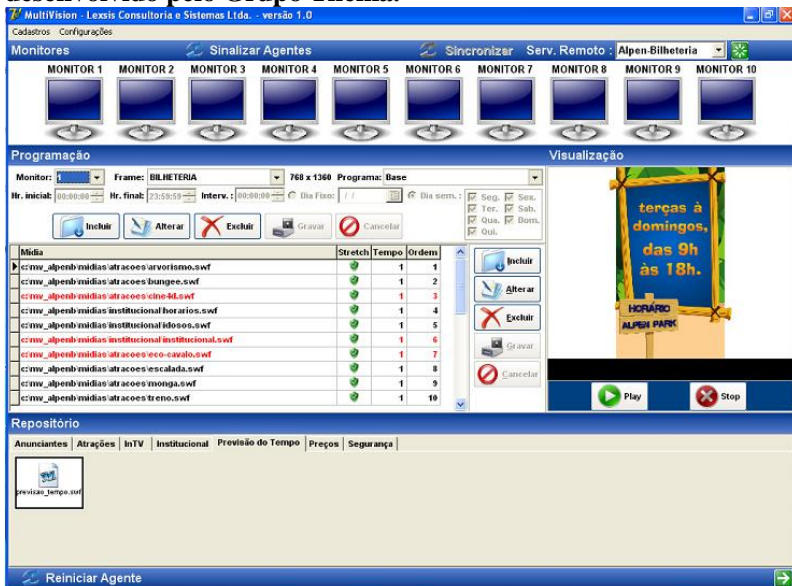 desenvolvido pelo Grupo Thema.
MultiVision - Lexsis Consultoria e Sistemas Ltda. - versão 1.0
Cadastros Configurações
Monitores Sinalizar Agentes Sincronizar Serv. Remoto : Alpen-Bilheteria
MONITOR 1 MONITOR 2 MONITOR 3 MONITOR 4 MONITOR 5 MONITOR 6 MONITOR 7 MONITOR 8 MONITOR 9 MONITOR 10
Programação Visualização
Monitor: 1 Frame: BILHETERIA 768 x 1360 Programa: Base
Hr. inicial: 00:00:00 Hr. final: 23:59:59 Interv. : 00:00:00 Dia Fixo: / / Dia sem. : Seg. Sex.
Ter. Sab.
Qua. Dom.
Qui.
Incluir Alterar Excluir Gravar Cancelar
Mídia Stretch Tempo Ordem
c:\mv_alpenb\midias\atracoes\arvorismo.swf 1 1
c:\mv_alpenb\midias\atracoes\bungee.swf 1 2
c:\mv_alpenb\midias\atracoes\cine4d.swf 1 3
c:\mv_alpenb\midias\institucional\horarios.swf 1 4
c:\mv_alpenb\midias\institucional\idosos.swf 1 5
c:\mv_alpenb\midias\institucional\institucional.swf 1 6
c:\mv_alpenb\midias\atracoes\eco-cavalo.swf 1 7
c:\mv_alpenb\midias\atracoes\escalada.swf 1 8
c:\mv_alpenb\midias\atracoes\monga.swf 1 9
c:\mv_alpenb\midias\atracoes\treno.swf 1 10
Incluir
Alterar
Excluir
Gravar
Cancelar
terças à
domingos,
das 9h
às 18h.
HORÁRIO
ALPEN PARK
Play Stop
Repositório
Anunciantes Atrações InTV Institucional Previsão do Tempo Preços Segurança
previsao_tempo.swf
Reiniciar Agente